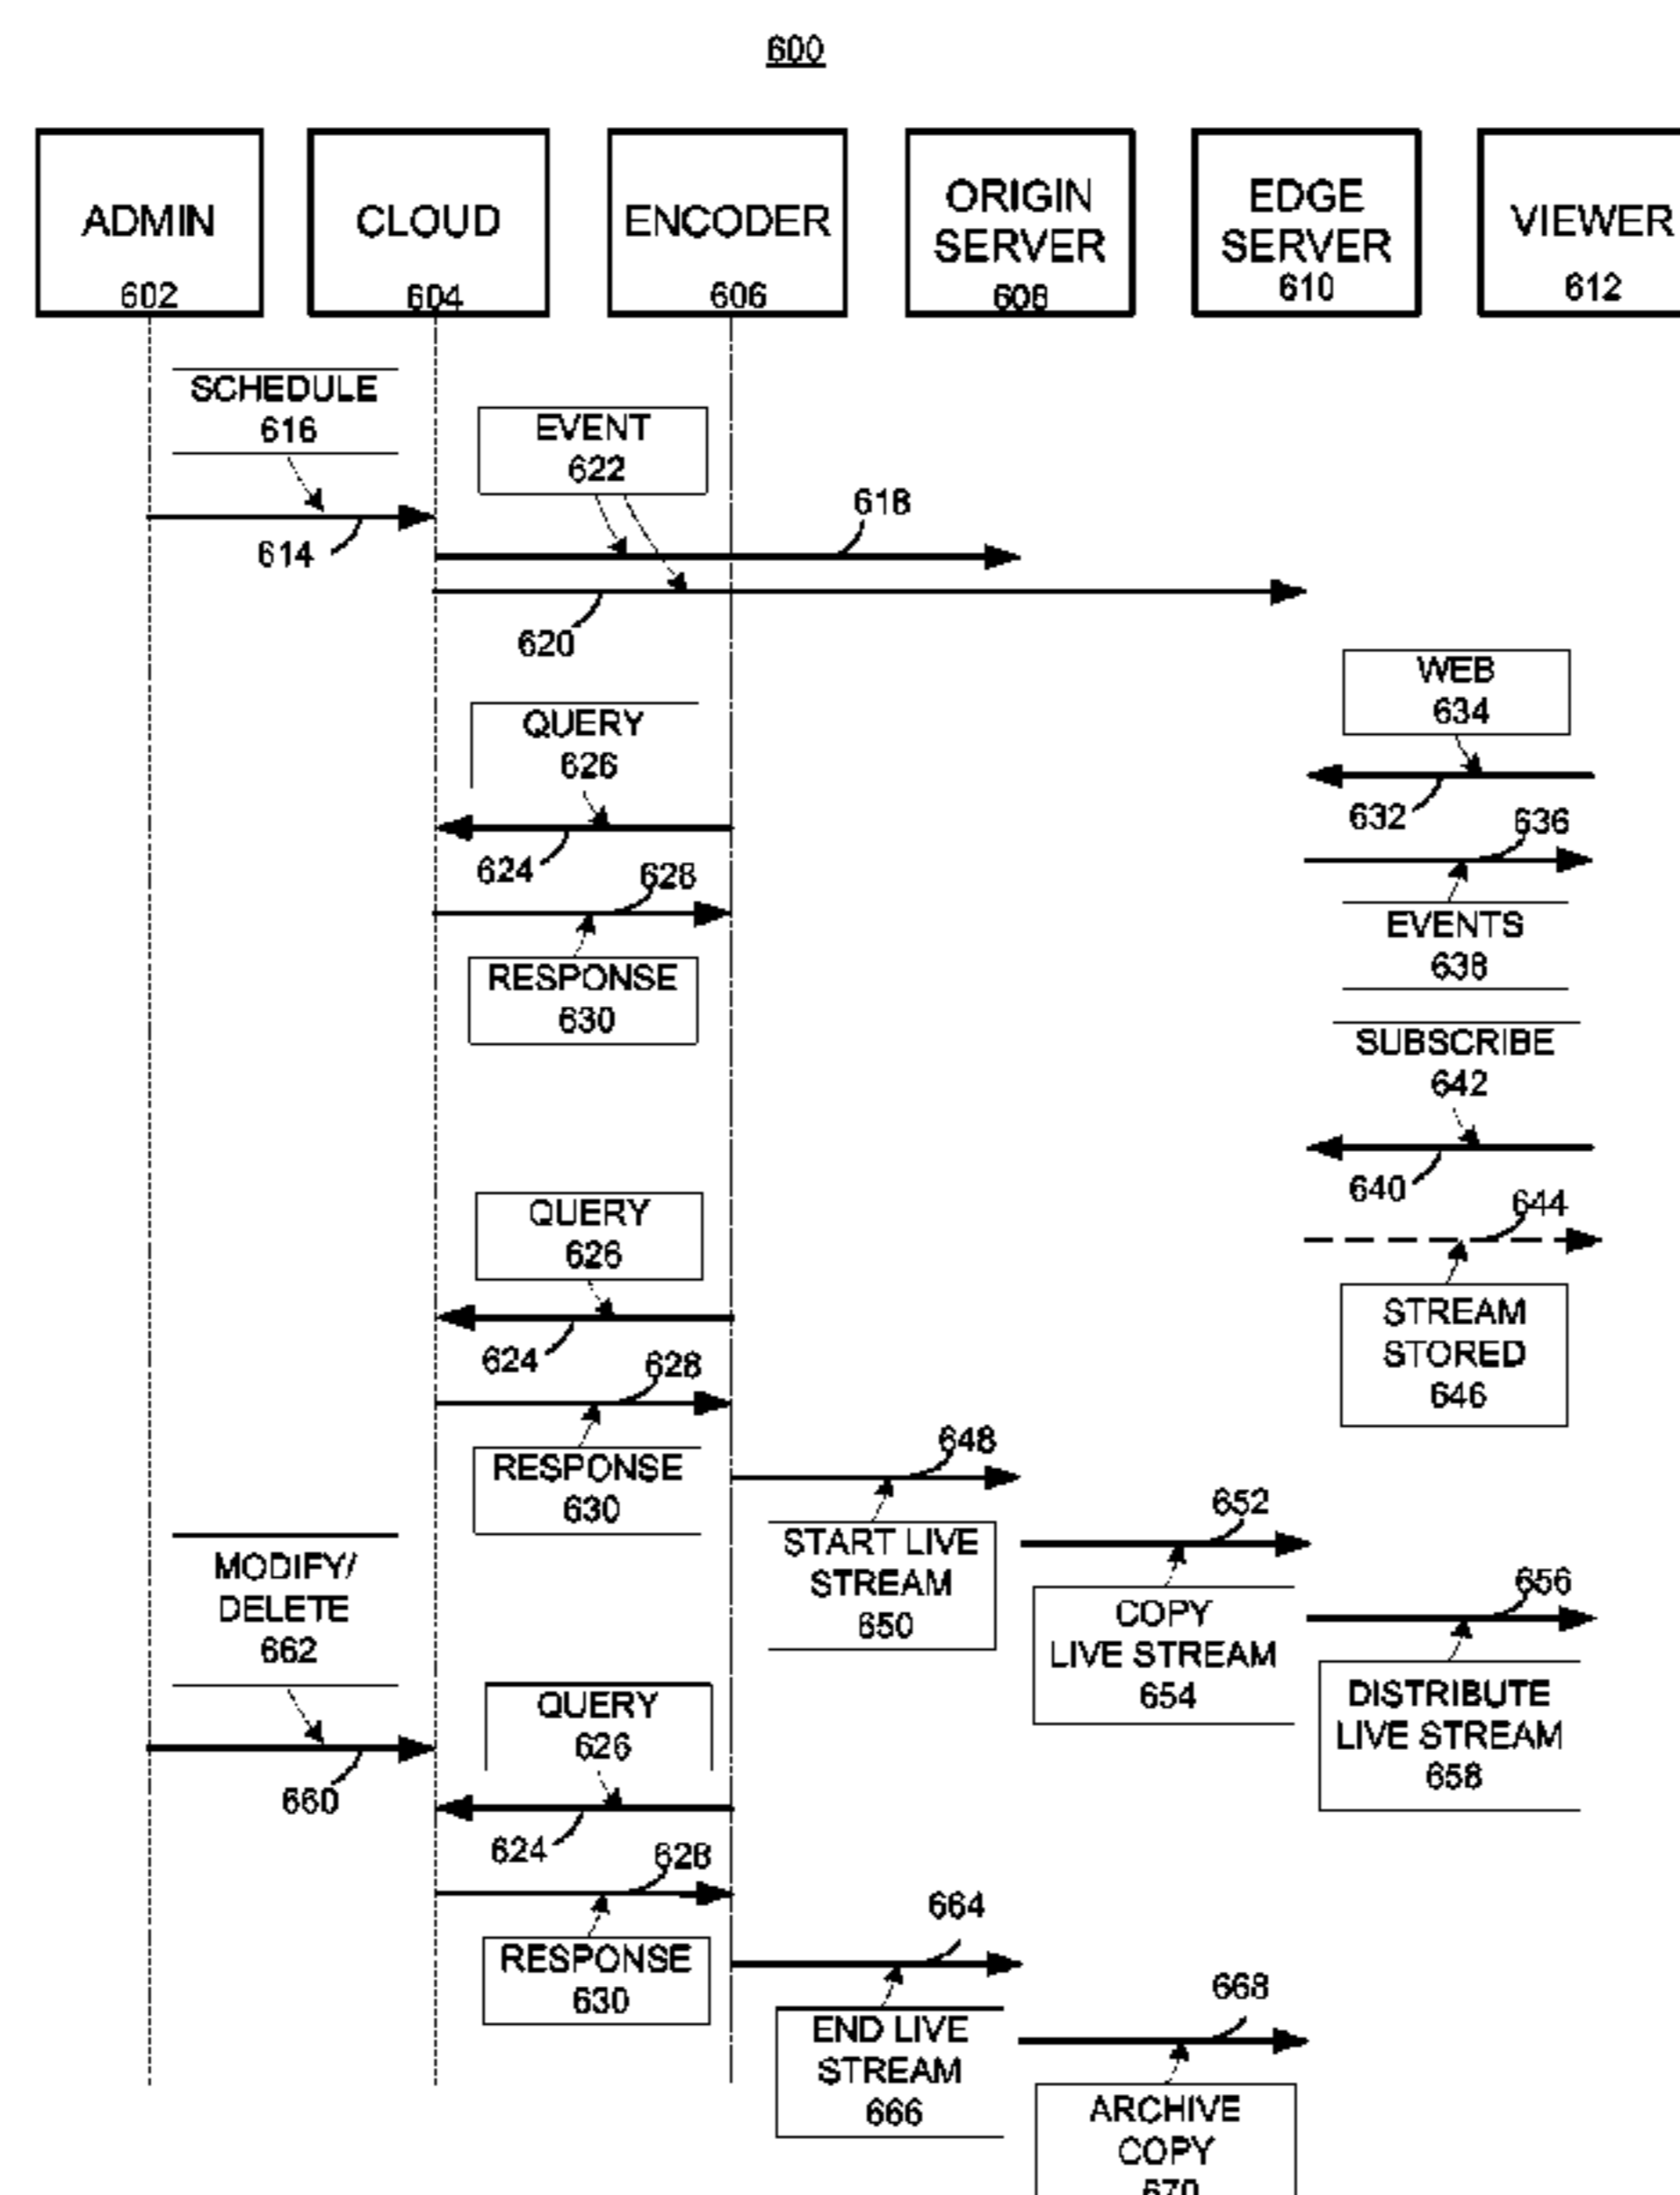 600
ADMIN
602
CLOUD
604
ENCODER
606
ORIGIN
SERVER
608
EDGE
SERVER
610
VIEWER
612
SCHEDULE
616
614
EVENT
622
618
620
WEB
634
632
636
EVENTS
638
QUERY
626
624
628
RESPONSE
630
SUBSCRIBE
642
640
644
STREAM
STORED
646
QUERY
626
624
628
RESPONSE
630
648
START LIVE
STREAM
650
652
COPY
LIVE STREAM
654
656
DISTRIBUTE
LIVE STREAM
658
MODIFY/
DELETE
662
660
QUERY
626
624
628
RESPONSE
630
664
END LIVE
STREAM
666
668
ARCHIVE
COPY
670